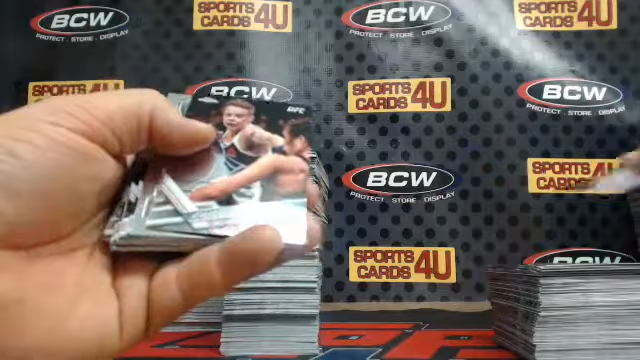 BCW
PROTECT · STORE · DISPLAY
SPORTS
CARDS 4U
BCW
PROTECT · STORE · DISPLAY
SPORTS
CARDS 4U
SPORTS
BCW
SPORTS
CARDS 4U
BCW
PROTECT · STORE · DISPLAY
UFC
BCW
PROTECT STORE DISPLAY
SPORTS
CARDS
SPORTS
CARDS 4U
BCW